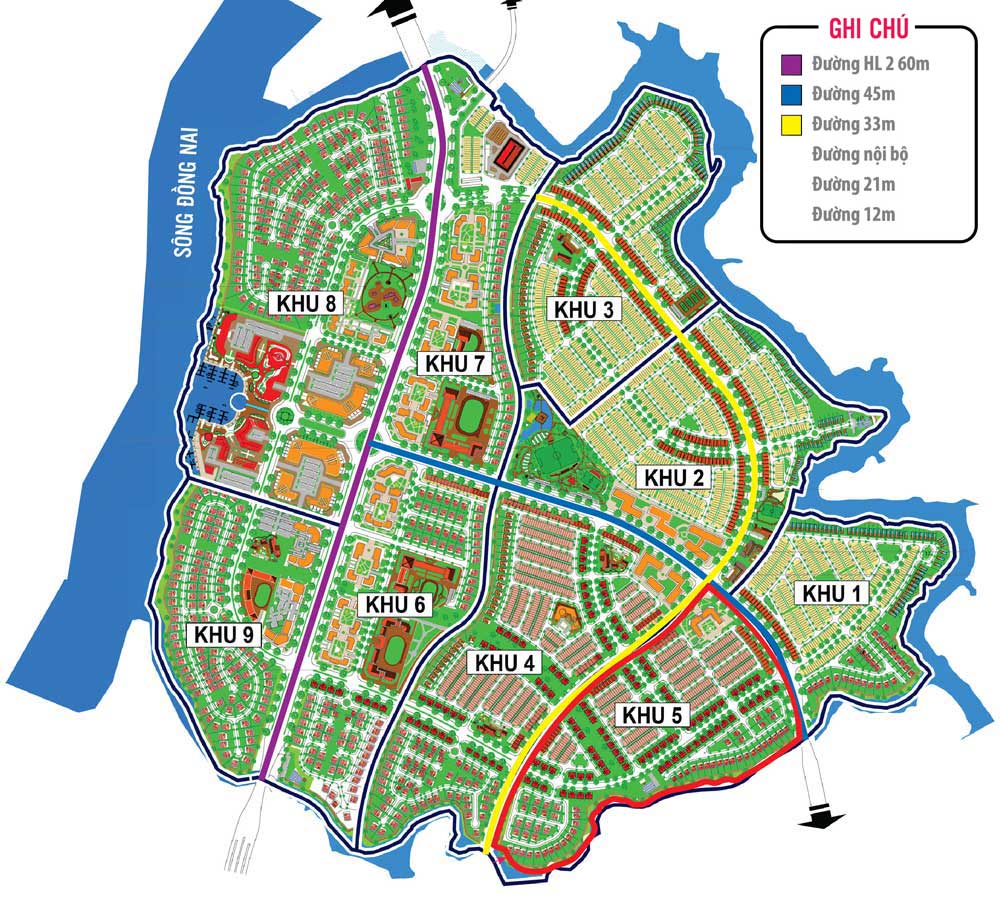 GHI CHÚ
Đường HL 2 60m
Đường 45m
Đường 33m
Đường nội bộ
Đường 21m
Đường 12m
SÔNG ĐỒNG NAI
KHU 8
KHU 3
KHU 7
KHU 2
KHU 1
KHU 6
KHU 9
KHU 4
KHU 5